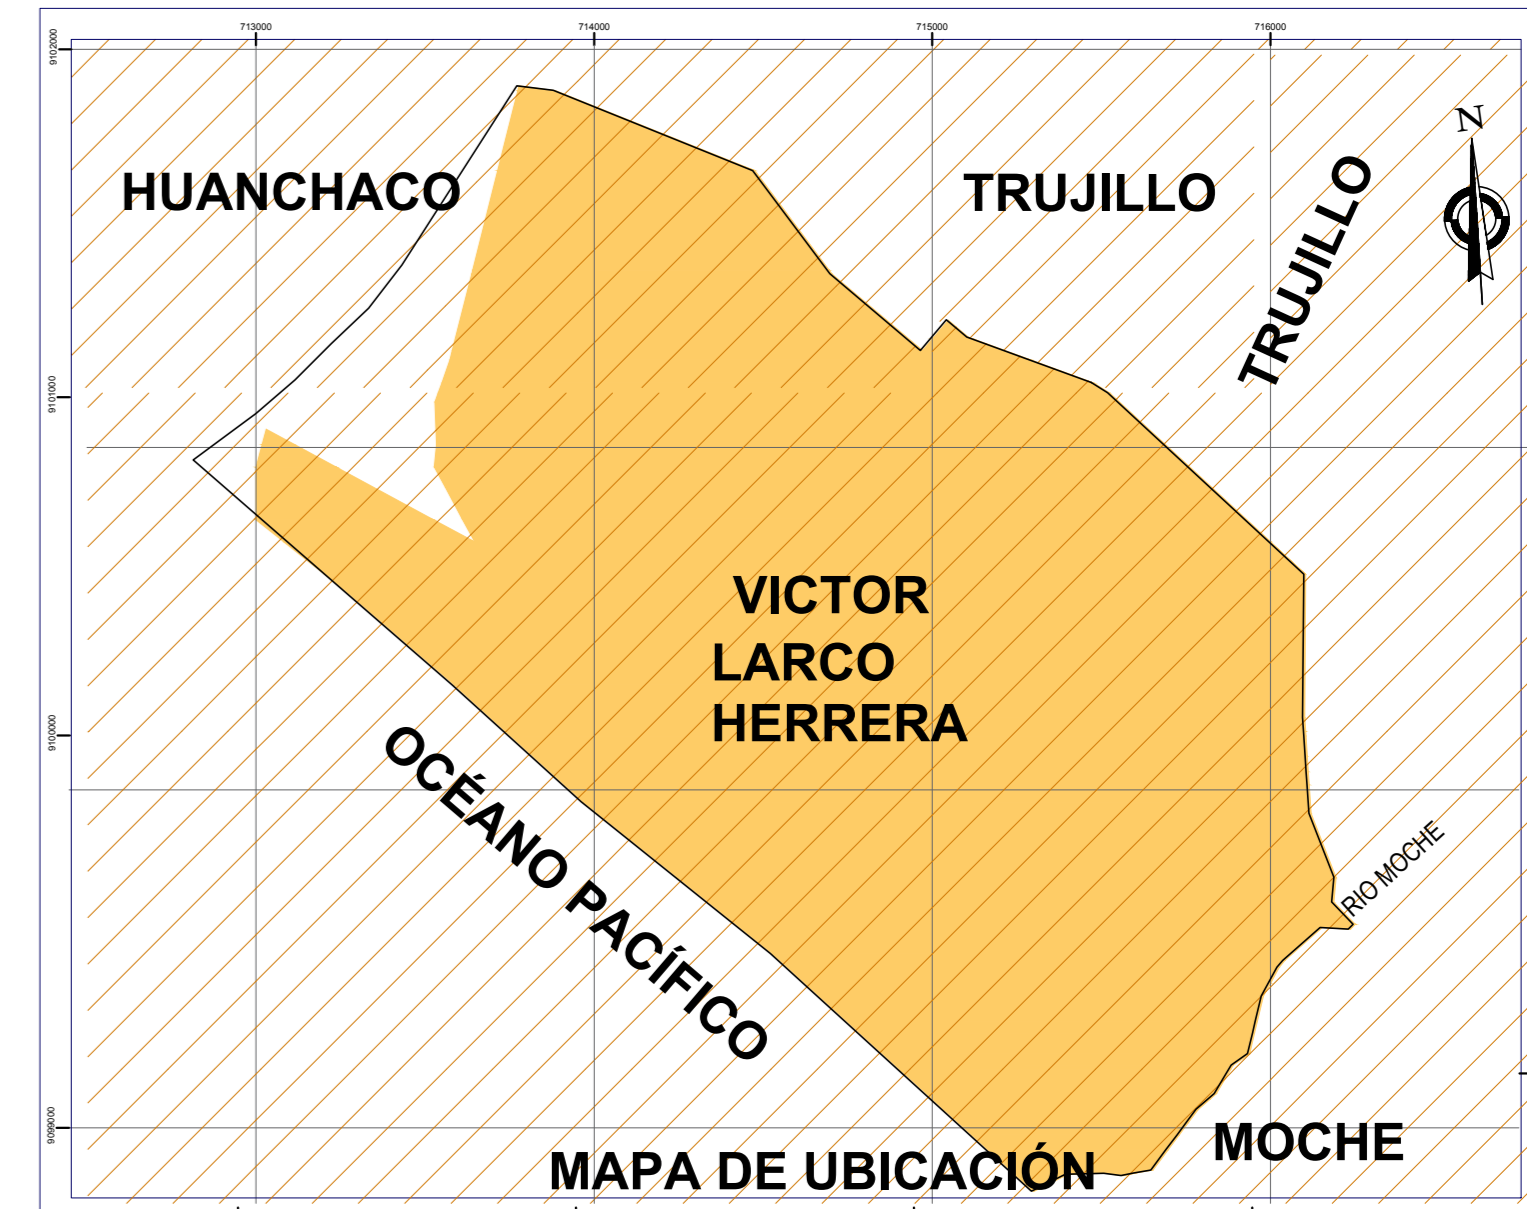 713000
714000
715000
716000
9102000
N
HUANCHACO
TRUJILLO
TRUJILLO
9101000
VICTOR
LARCO
HERRERA
9100000
OCÉANO PACÍFICO
RIO MOCHE
9099000
MOCHE
MAPA DE UBICACIÓN